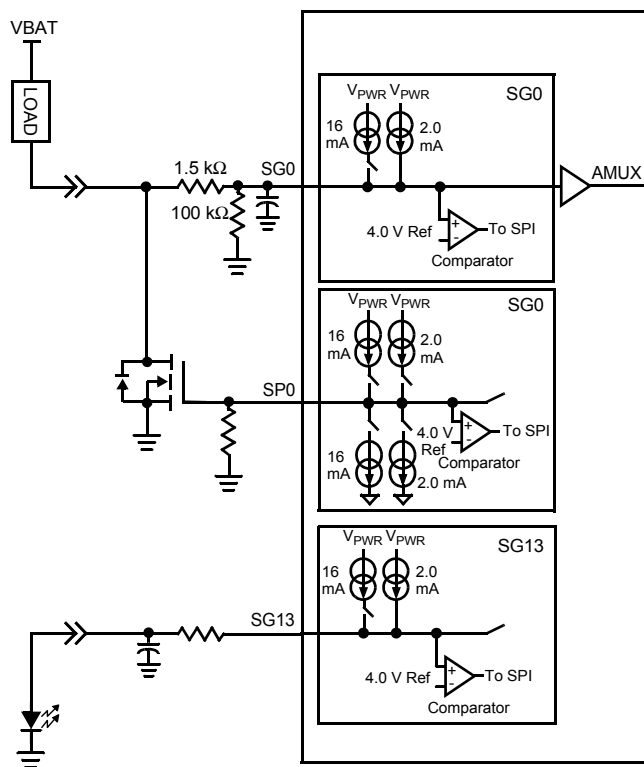 VBAT
LOAD
1.5 kΩ
100 kΩ
SG0
VPWR VPWR
SG0
16 mA
2.0 mA
4.0 V Ref
+
-
To SPI
Comparator
AMUX
SP0
VPWR VPWR
SG0
16 mA
2.0 mA
16 mA
2.0 mA
4.0 V Ref
+
-
To SPI
Comparator
SG13
VPWR VPWR
SG13
16 mA
2.0 mA
4.0 V Ref
+
-
To SPI
Comparator